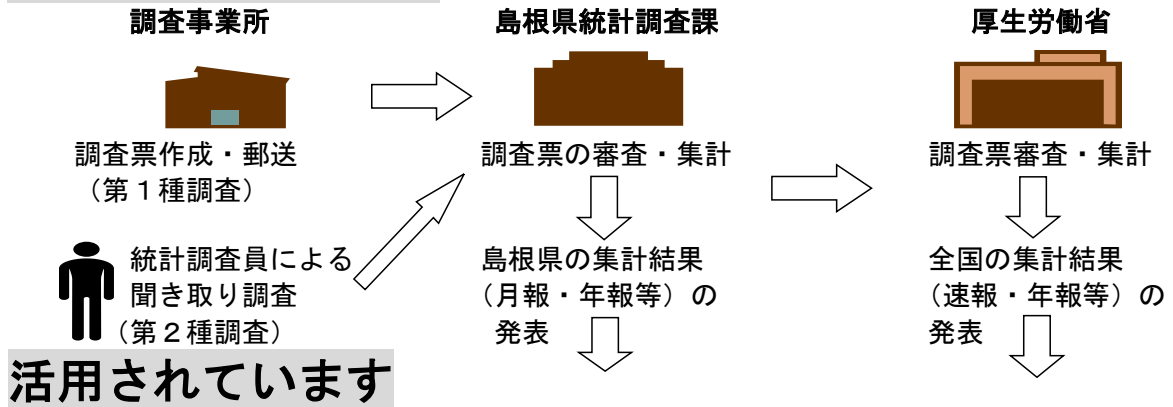 調査事業所
調査票作成・郵送
（第１種調査）
統計調査員による
聞き取り調査
（第２種調査）
島根県統計調査課
調査票の審査・集計
島根県の集計結果
（月報・年報等）の
発表
厚生労働省
調査票審査・集計
全国の集計結果
（速報・年報等）の
発表
活用されています